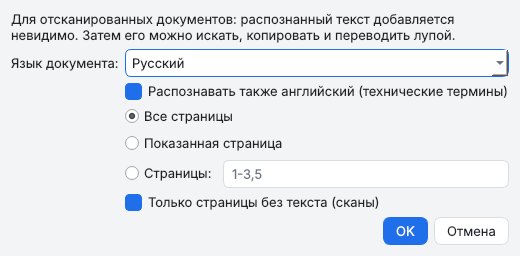 Для отсканированных документов: распознанный текст добавляется
невидимо. Затем его можно искать, копировать и переводить лупой.
Язык документа: Русский
Распознавать также английский (технические термины)
Все страницы
Показанная страница
Страницы: 1-3,5
Только страницы без текста (сканы)
OK Отмена